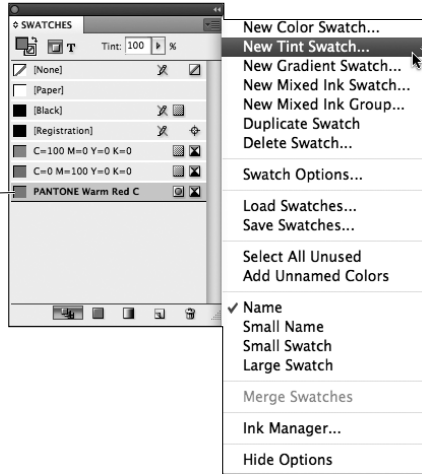 SWATCHES
Tint: 100 %
[None]
[Paper]
[Black]
[Registration]
C=100 M=0 Y=0 K=0
C=0 M=100 Y=0 K=0
PANTONE Warm Red C
New Color Swatch...
New Tint Swatch...
New Gradient Swatch...
New Mixed Ink Swatch...
New Mixed Ink Group...
Duplicate Swatch
Delete Swatch...
Swatch Options...
Load Swatches...
Save Swatches...
Select All Unused
Add Unnamed Colors
✓ Name
Small Name
Small Swatch
Large Swatch
Merge Swatches
Ink Manager...
Hide Options